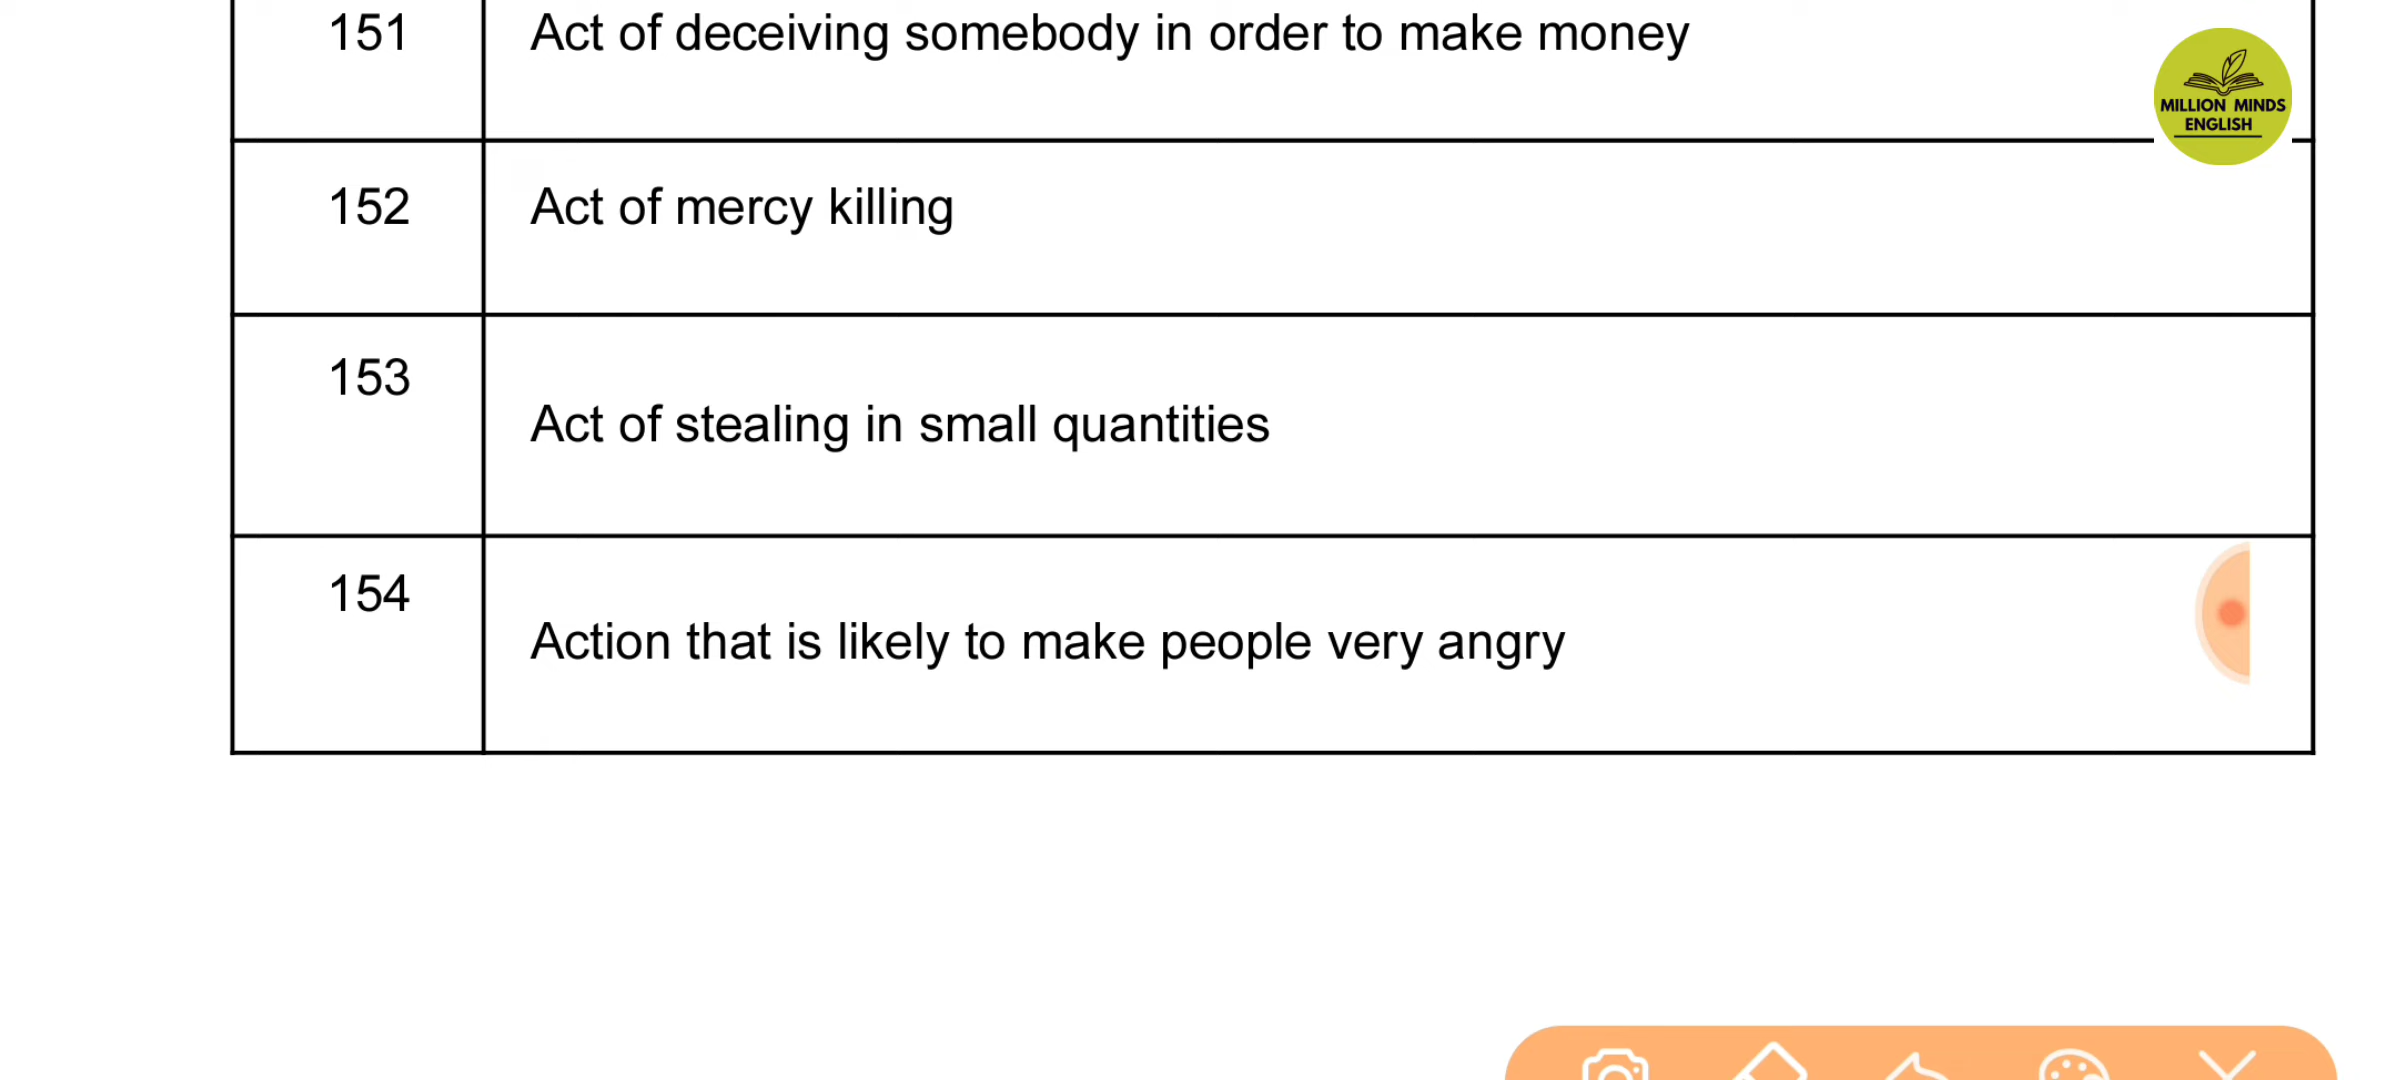 151 Act of deceiving somebody in order to make money
MILLION MINDS
ENGLISH
152 Act of mercy killing
153
Act of stealing in small quantities
154
Action that is likely to make people very angry